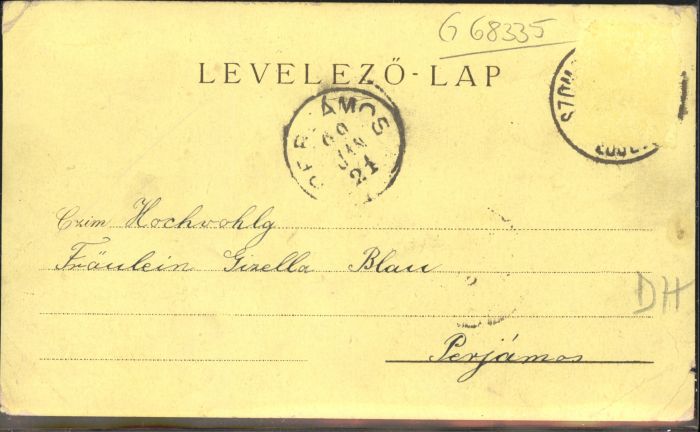 G 68335
LEVELEZŐ-LAP
PERJÁMOS
JAN
21
Czim Hochwohlg
Fräulein Gizella Blau
DH
Perjámos